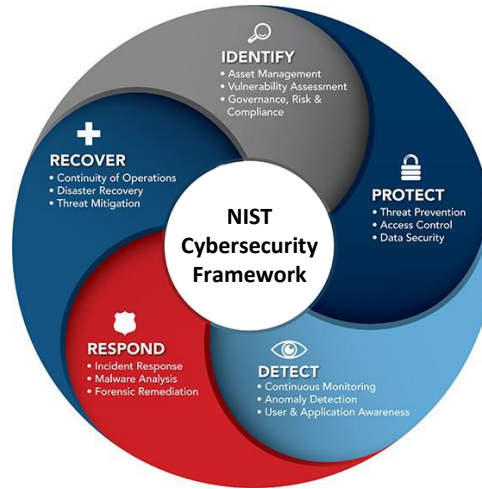 IDENTIFY
• Asset Management
• Vulnerability Assessment
• Governance, Risk &
Compliance
PROTECT
• Threat Prevention
• Access Control
• Data Security
DETECT
• Continuous Monitoring
• Anomaly Detection
• User & Application Awareness
RESPOND
• Incident Response
• Malware Analysis
• Forensic Remediation
RECOVER
• Continuity of Operations
• Disaster Recovery
• Threat Mitigation
NIST
Cybersecurity
Framework